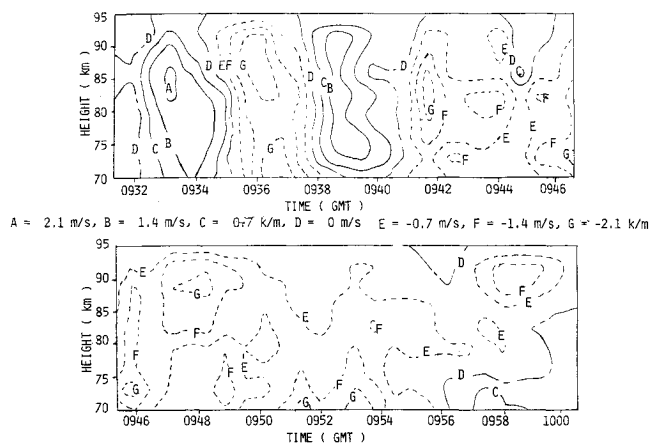 95
D
D
E
D
90
D EF G
D
D
C
85
C B
A
G
F
F
80
F
F
E
E
75
D
C
B
G
E
F
F
G
70
HEIGHT ( km )
0932 0934 0936 0938 0940 0942 0944 0946
TIME ( GMT )
A = 2.1 m/s, B = 1.4 m/s, C = 0.7 k/m, D = 0 m/s E = -0.7 m/s, F = -1.4 m/s, G = -2.1 k/m
95
D
E
90
G
F
E
85
E
F
80
F
E
F
E
E
75
F
E
D
F
F
C
G
G
G
70
HEIGHT ( km )
0946 0948 0950 0952 0954 0956 0958 1000
TIME ( GMT )